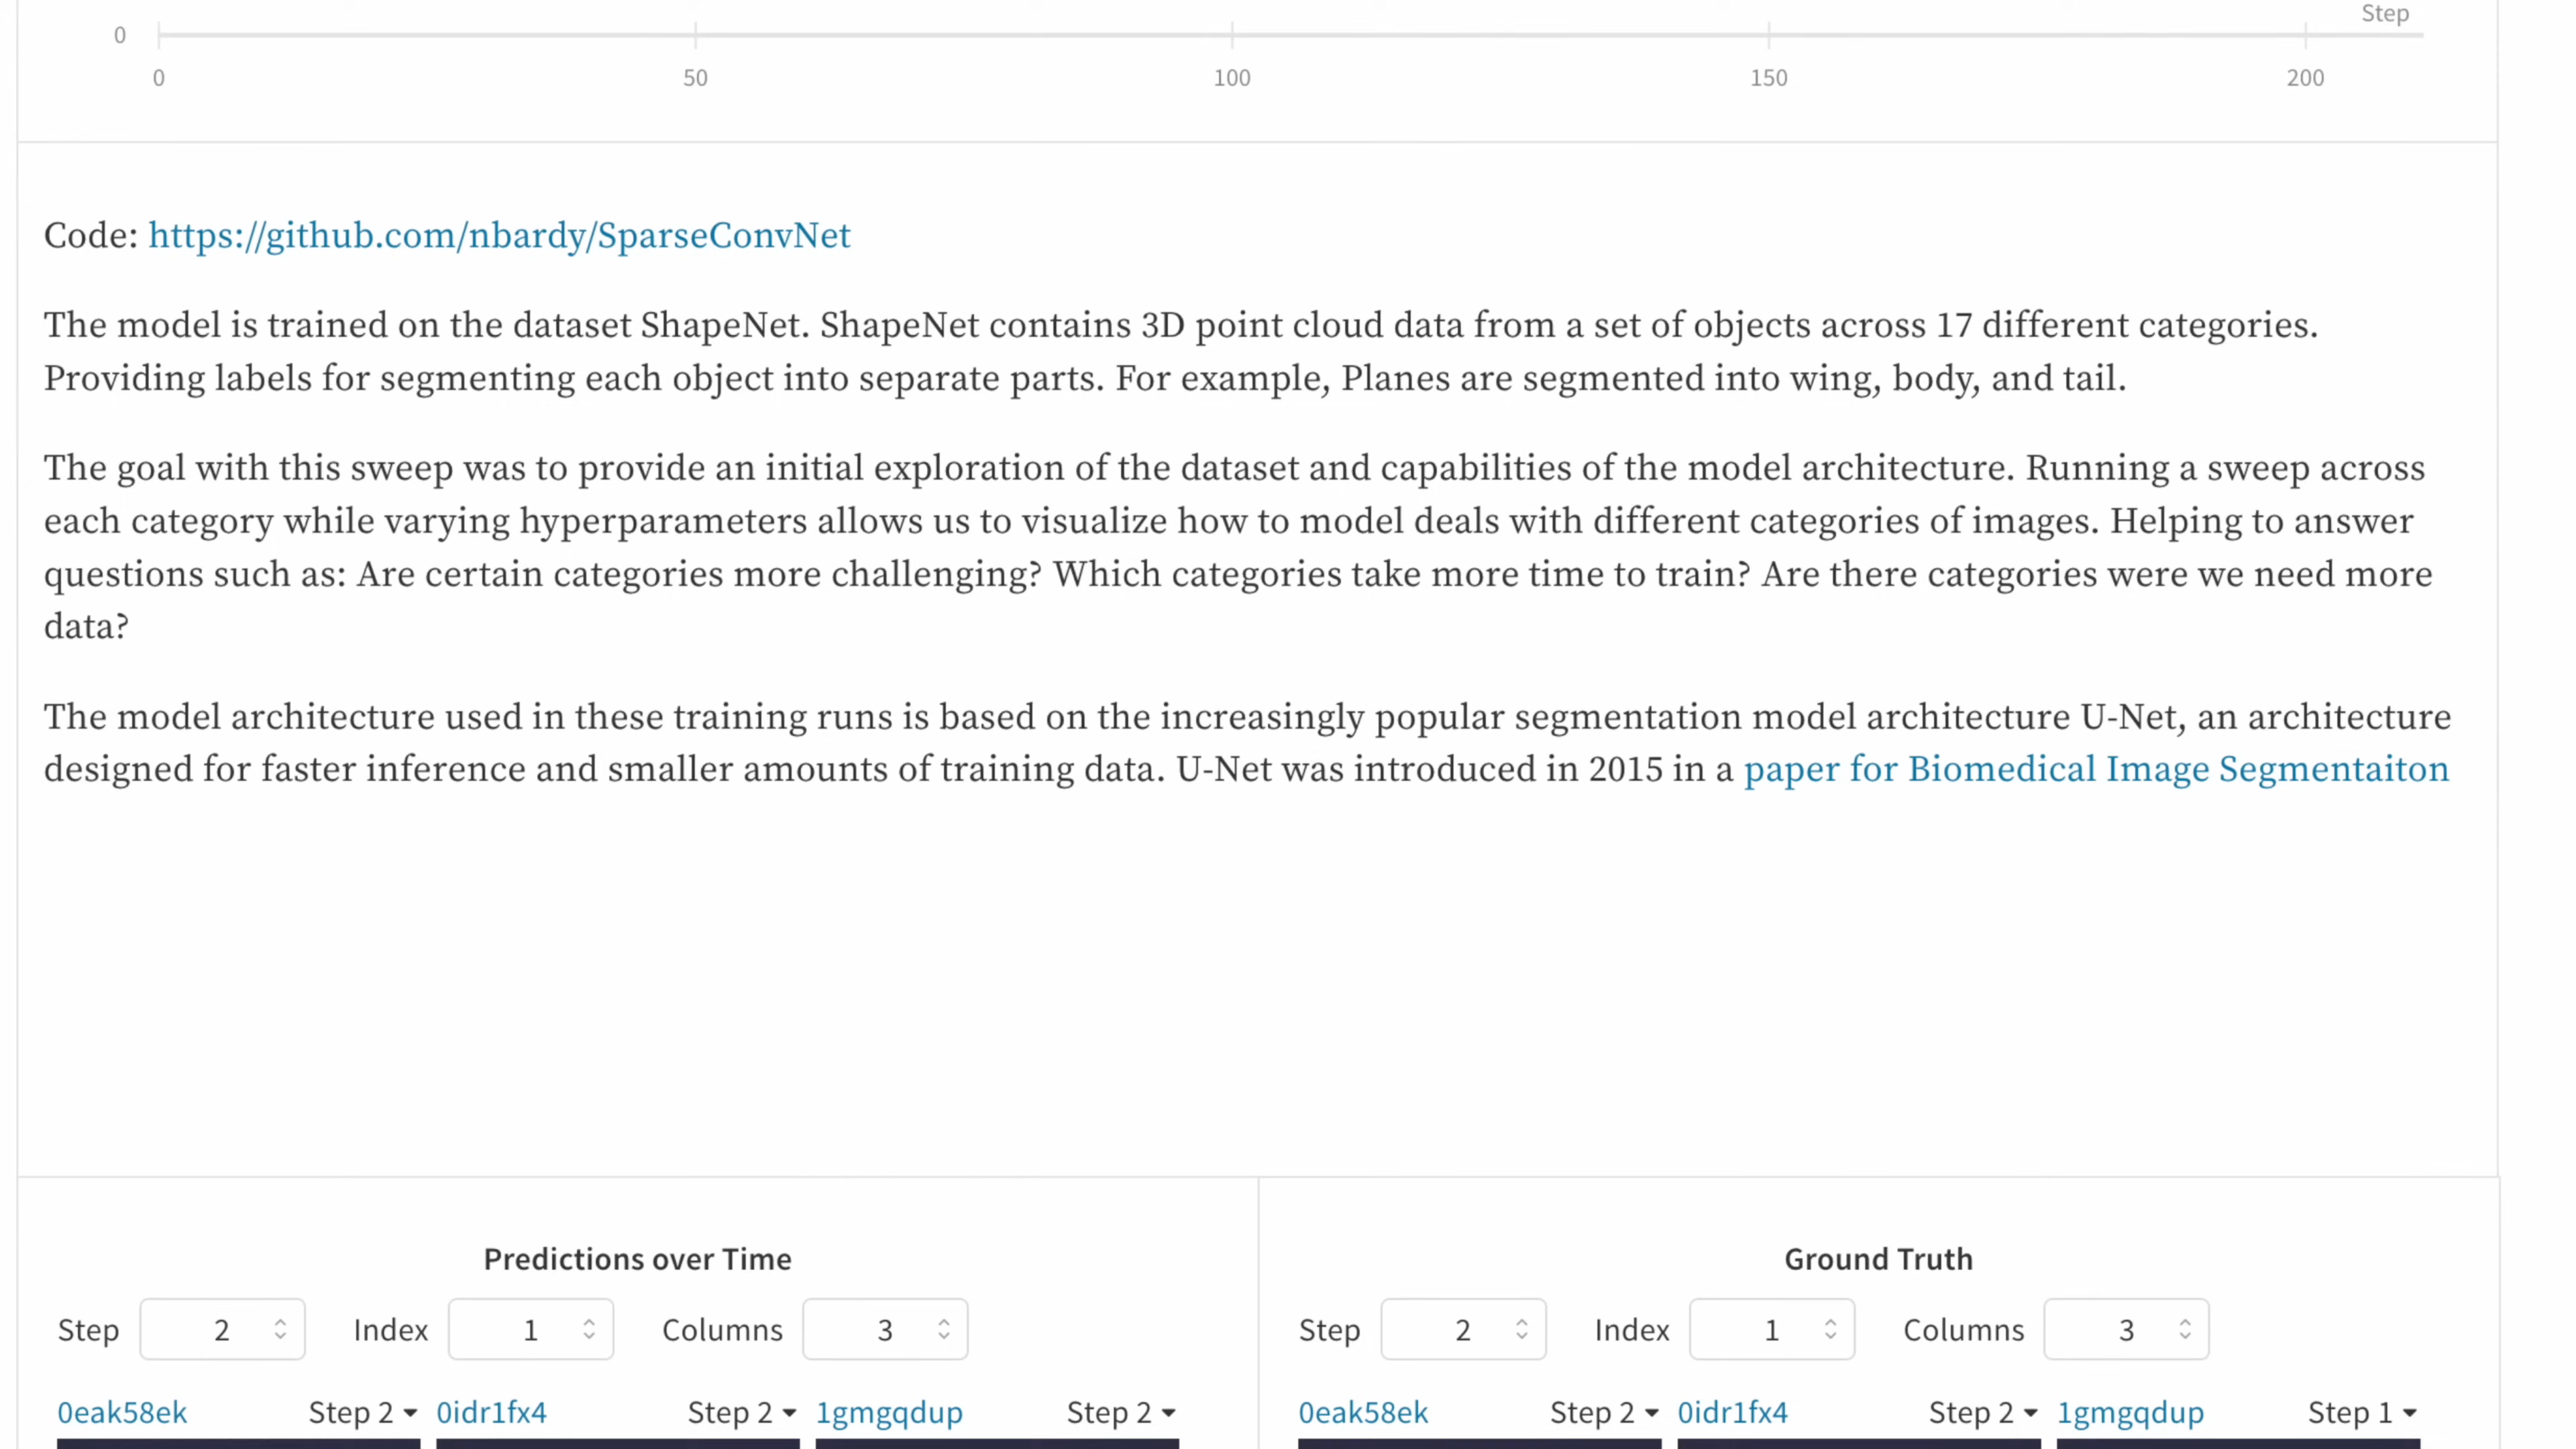 Step
0
0 50 100 150 200
Code: https://github.com/nbardy/SparseConvNet
The model is trained on the dataset ShapeNet. ShapeNet contains 3D point cloud data from a set of objects across 17 different categories.
Providing labels for segmenting each object into separate parts. For example, Planes are segmented into wing, body, and tail.
The goal with this sweep was to provide an initial exploration of the dataset and capabilities of the model architecture. Running a sweep across
each category while varying hyperparameters allows us to visualize how to model deals with different categories of images. Helping to answer
questions such as: Are certain categories more challenging? Which categories take more time to train? Are there categories were we need more
data?
The model architecture used in these training runs is based on the increasingly popular segmentation model architecture U-Net, an architecture
designed for faster inference and smaller amounts of training data. U-Net was introduced in 2015 in a paper for Biomedical Image Segmentaiton
Predictions over Time
Step 2 Index 1 Columns 3
0eak58ek Step 2 0idr1fx4 Step 2 1gmgqdup Step 2
Ground Truth
Step 2 Index 1 Columns 3
0eak58ek Step 2 0idr1fx4 Step 2 1gmgqdup Step 1